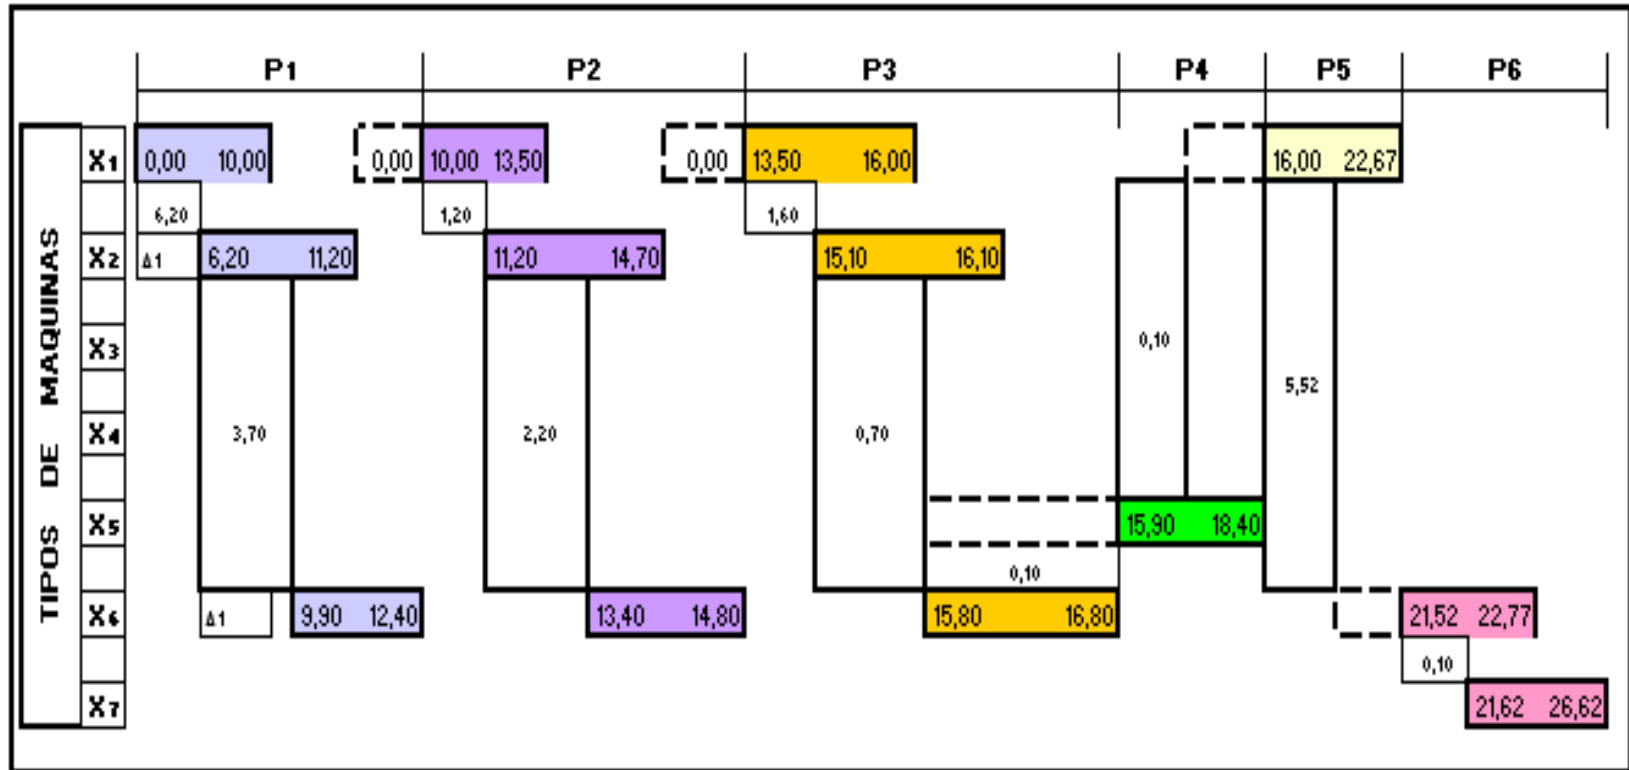 P1 P2 P3 P4 P5 P6
TIPOS DE MAQUINAS
X1 0,00 10,00 0,00 10,00 13,50 0,00 13,50 16,00 16,00 22,67
6,20 1,20 1,60
X2 Δ1 6,20 11,20 11,20 14,70 15,10 16,10
X3 0,10
5,52
X4 3,70 2,20 0,70
X5 15,90 18,40
0,10
X6 Δ1 9,90 12,40 13,40 14,80 15,80 16,80 21,52 22,77
0,10
X7 21,62 26,62